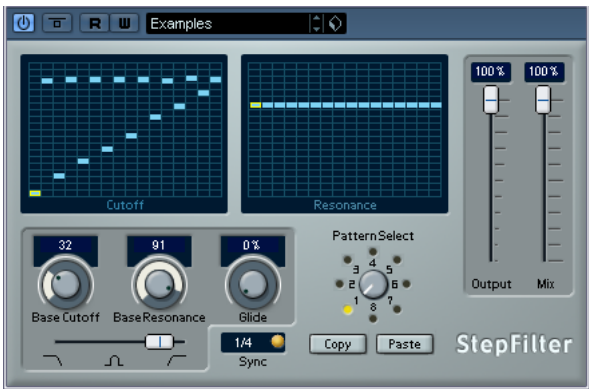 R W Examples
100 % 100 %
Cutoff Resonance
32 91 0 %
Base Cutoff Base Resonance Glide
Pattern Select
1 2 3 4 5 6 7 8
Output Mix
1/4
Sync
Copy Paste
StepFilter